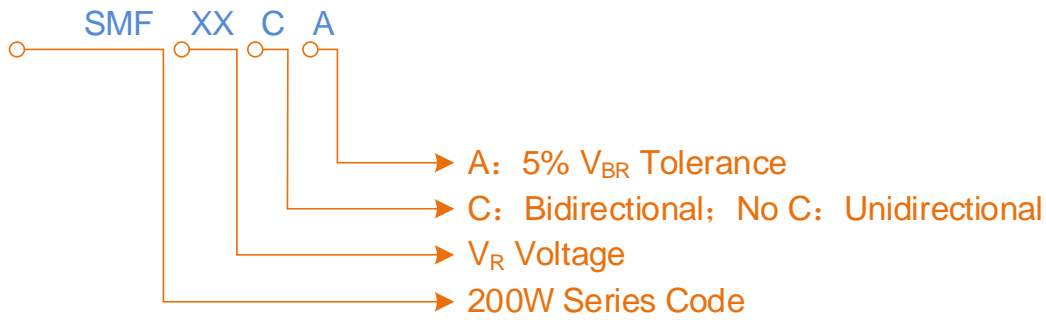 SMF XX C A
A：5% VBR Tolerance
C：Bidirectional；No C：Unidirectional
VR Voltage
200W Series Code